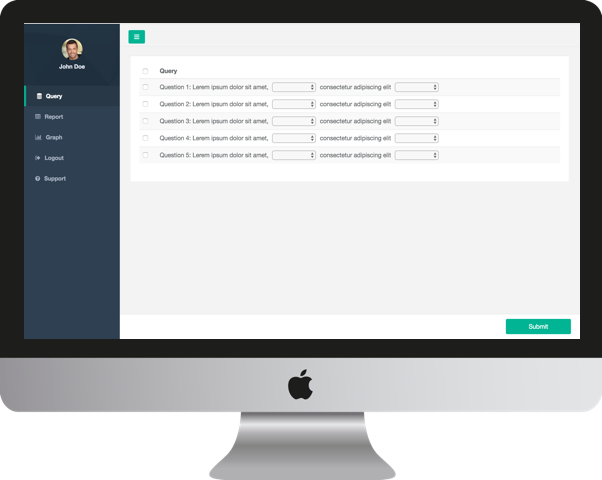 John Doe
Query
Report
Graph
Logout
Support
Query
Question 1: Lerem ipsum dolor sit amet, consectetur adipiscing elit
Question 2: Lerem ipsum dolor sit amet, consectetur adipiscing elit
Question 3: Lerem ipsum dolor sit amet, consectetur adipiscing elit
Question 4: Lerem ipsum dolor sit amet, consectetur adipiscing elit
Question 5: Lerem ipsum dolor sit amet, consectetur adipiscing elit
Submit